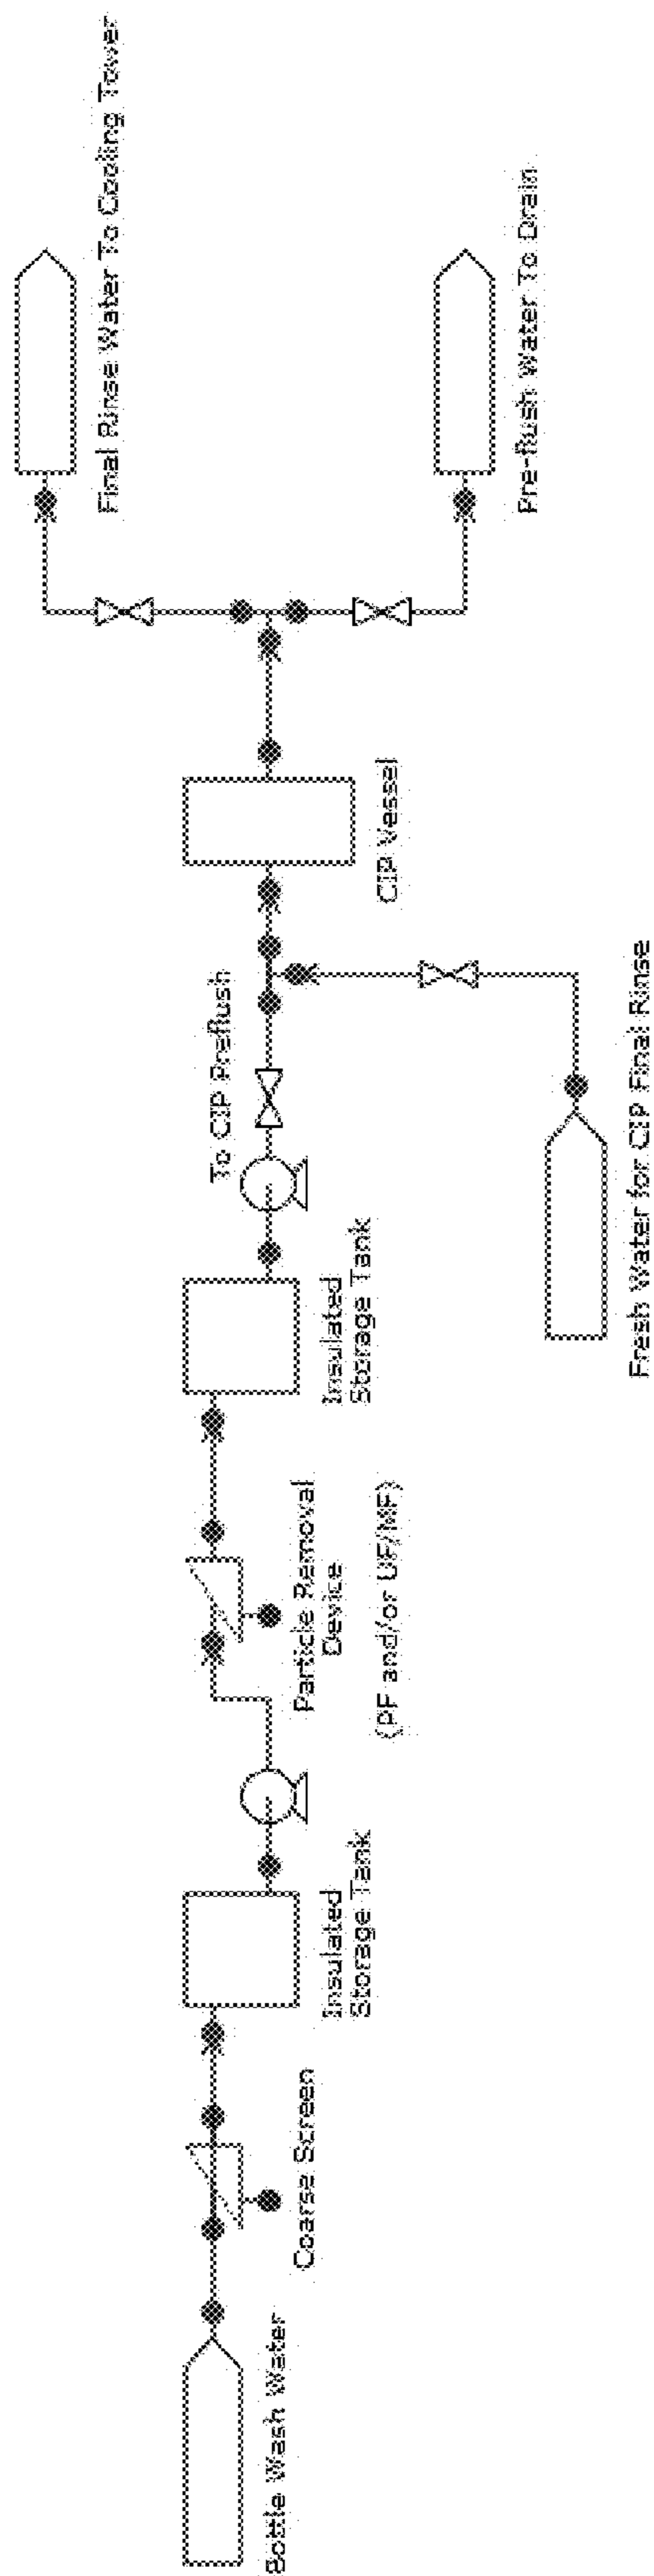 Bottle Wash Water
Coarse Screen
Insulated
Storage Tank
Particle Removal
Device
(PF and/or UF/MF)
Insulated
Storage Tank
To CIP Preflush
Fresh Water for CIP Final Rinse
CIP Vessel
Final Rinse Water To Cooling Tower
Pre-flush Water To Drain